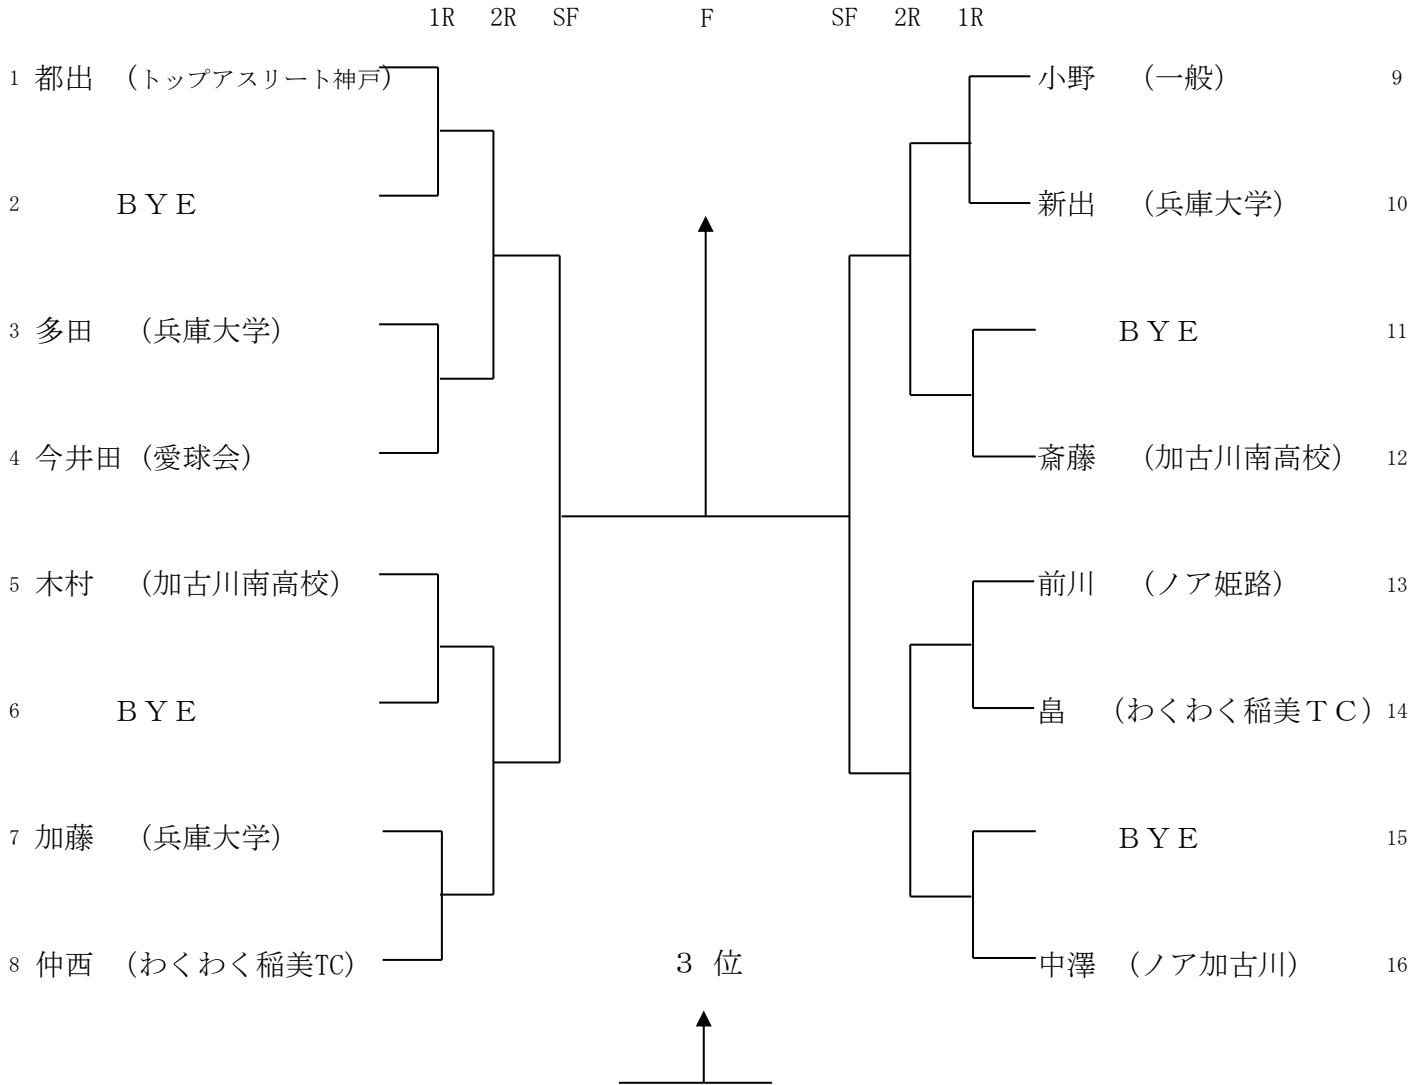 1R 2R SF F SF 2R 1R
1 都出 （トップアスリート神戸） 小野 （一般） 9
2 ＢＹＥ 新出 （兵庫大学） 10
3 多田 （兵庫大学） ＢＹＥ 11
4 今井田 （愛球会） 斎藤 （加古川南高校） 12
5 木村 （加古川南高校） 前川 （ノア姫路） 13
6 ＢＹＥ 畠 （わくわく稲美ＴＣ） 14
7 加藤 （兵庫大学） ＢＹＥ 15
8 仲西 （わくわく稲美TC） 中澤 （ノア加古川） 16
３ 位